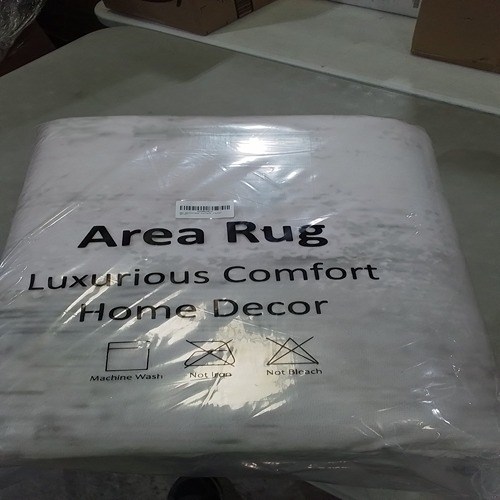 Area Rug
Luxurious Comfort
Home Decor
Machine Wash Not Iron Not Bleach